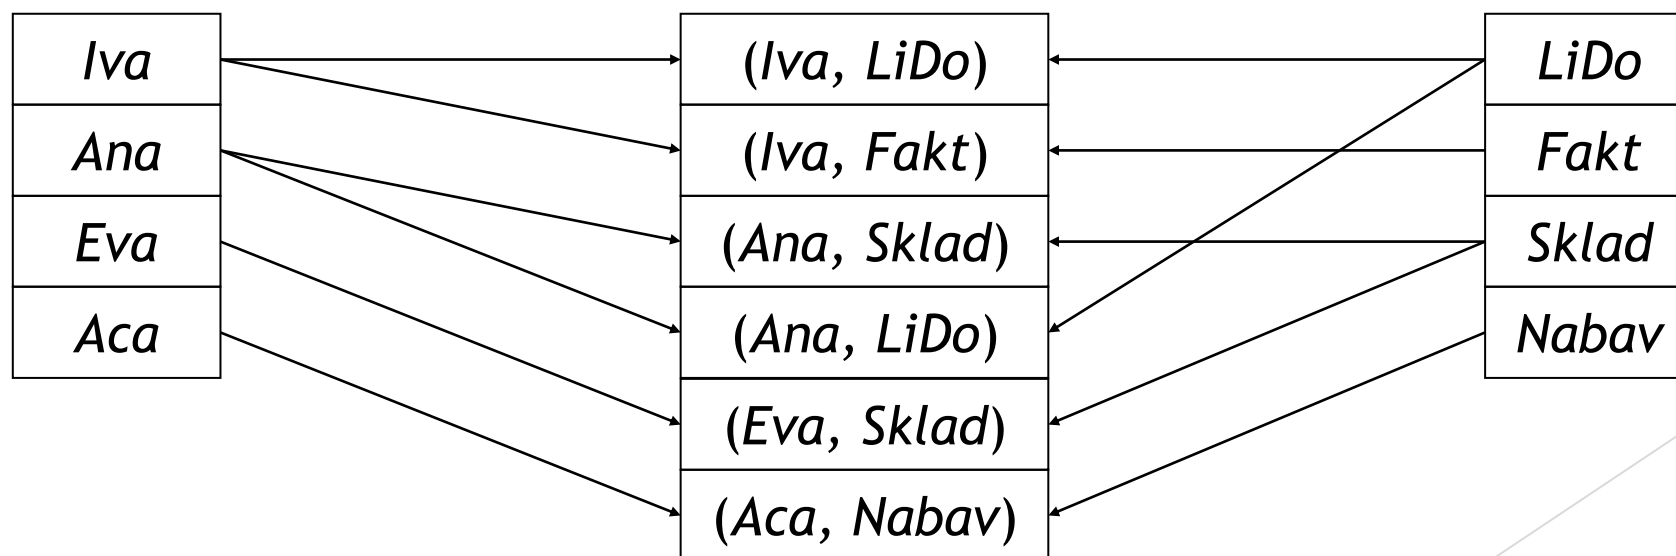 Iva
Ana
Eva
Aca
(Iva, LiDo)
(Iva, Fakt)
(Ana, Sklad)
(Ana, LiDo)
(Eva, Sklad)
(Aca, Nabav)
LiDo
Fakt
Sklad
Nabav